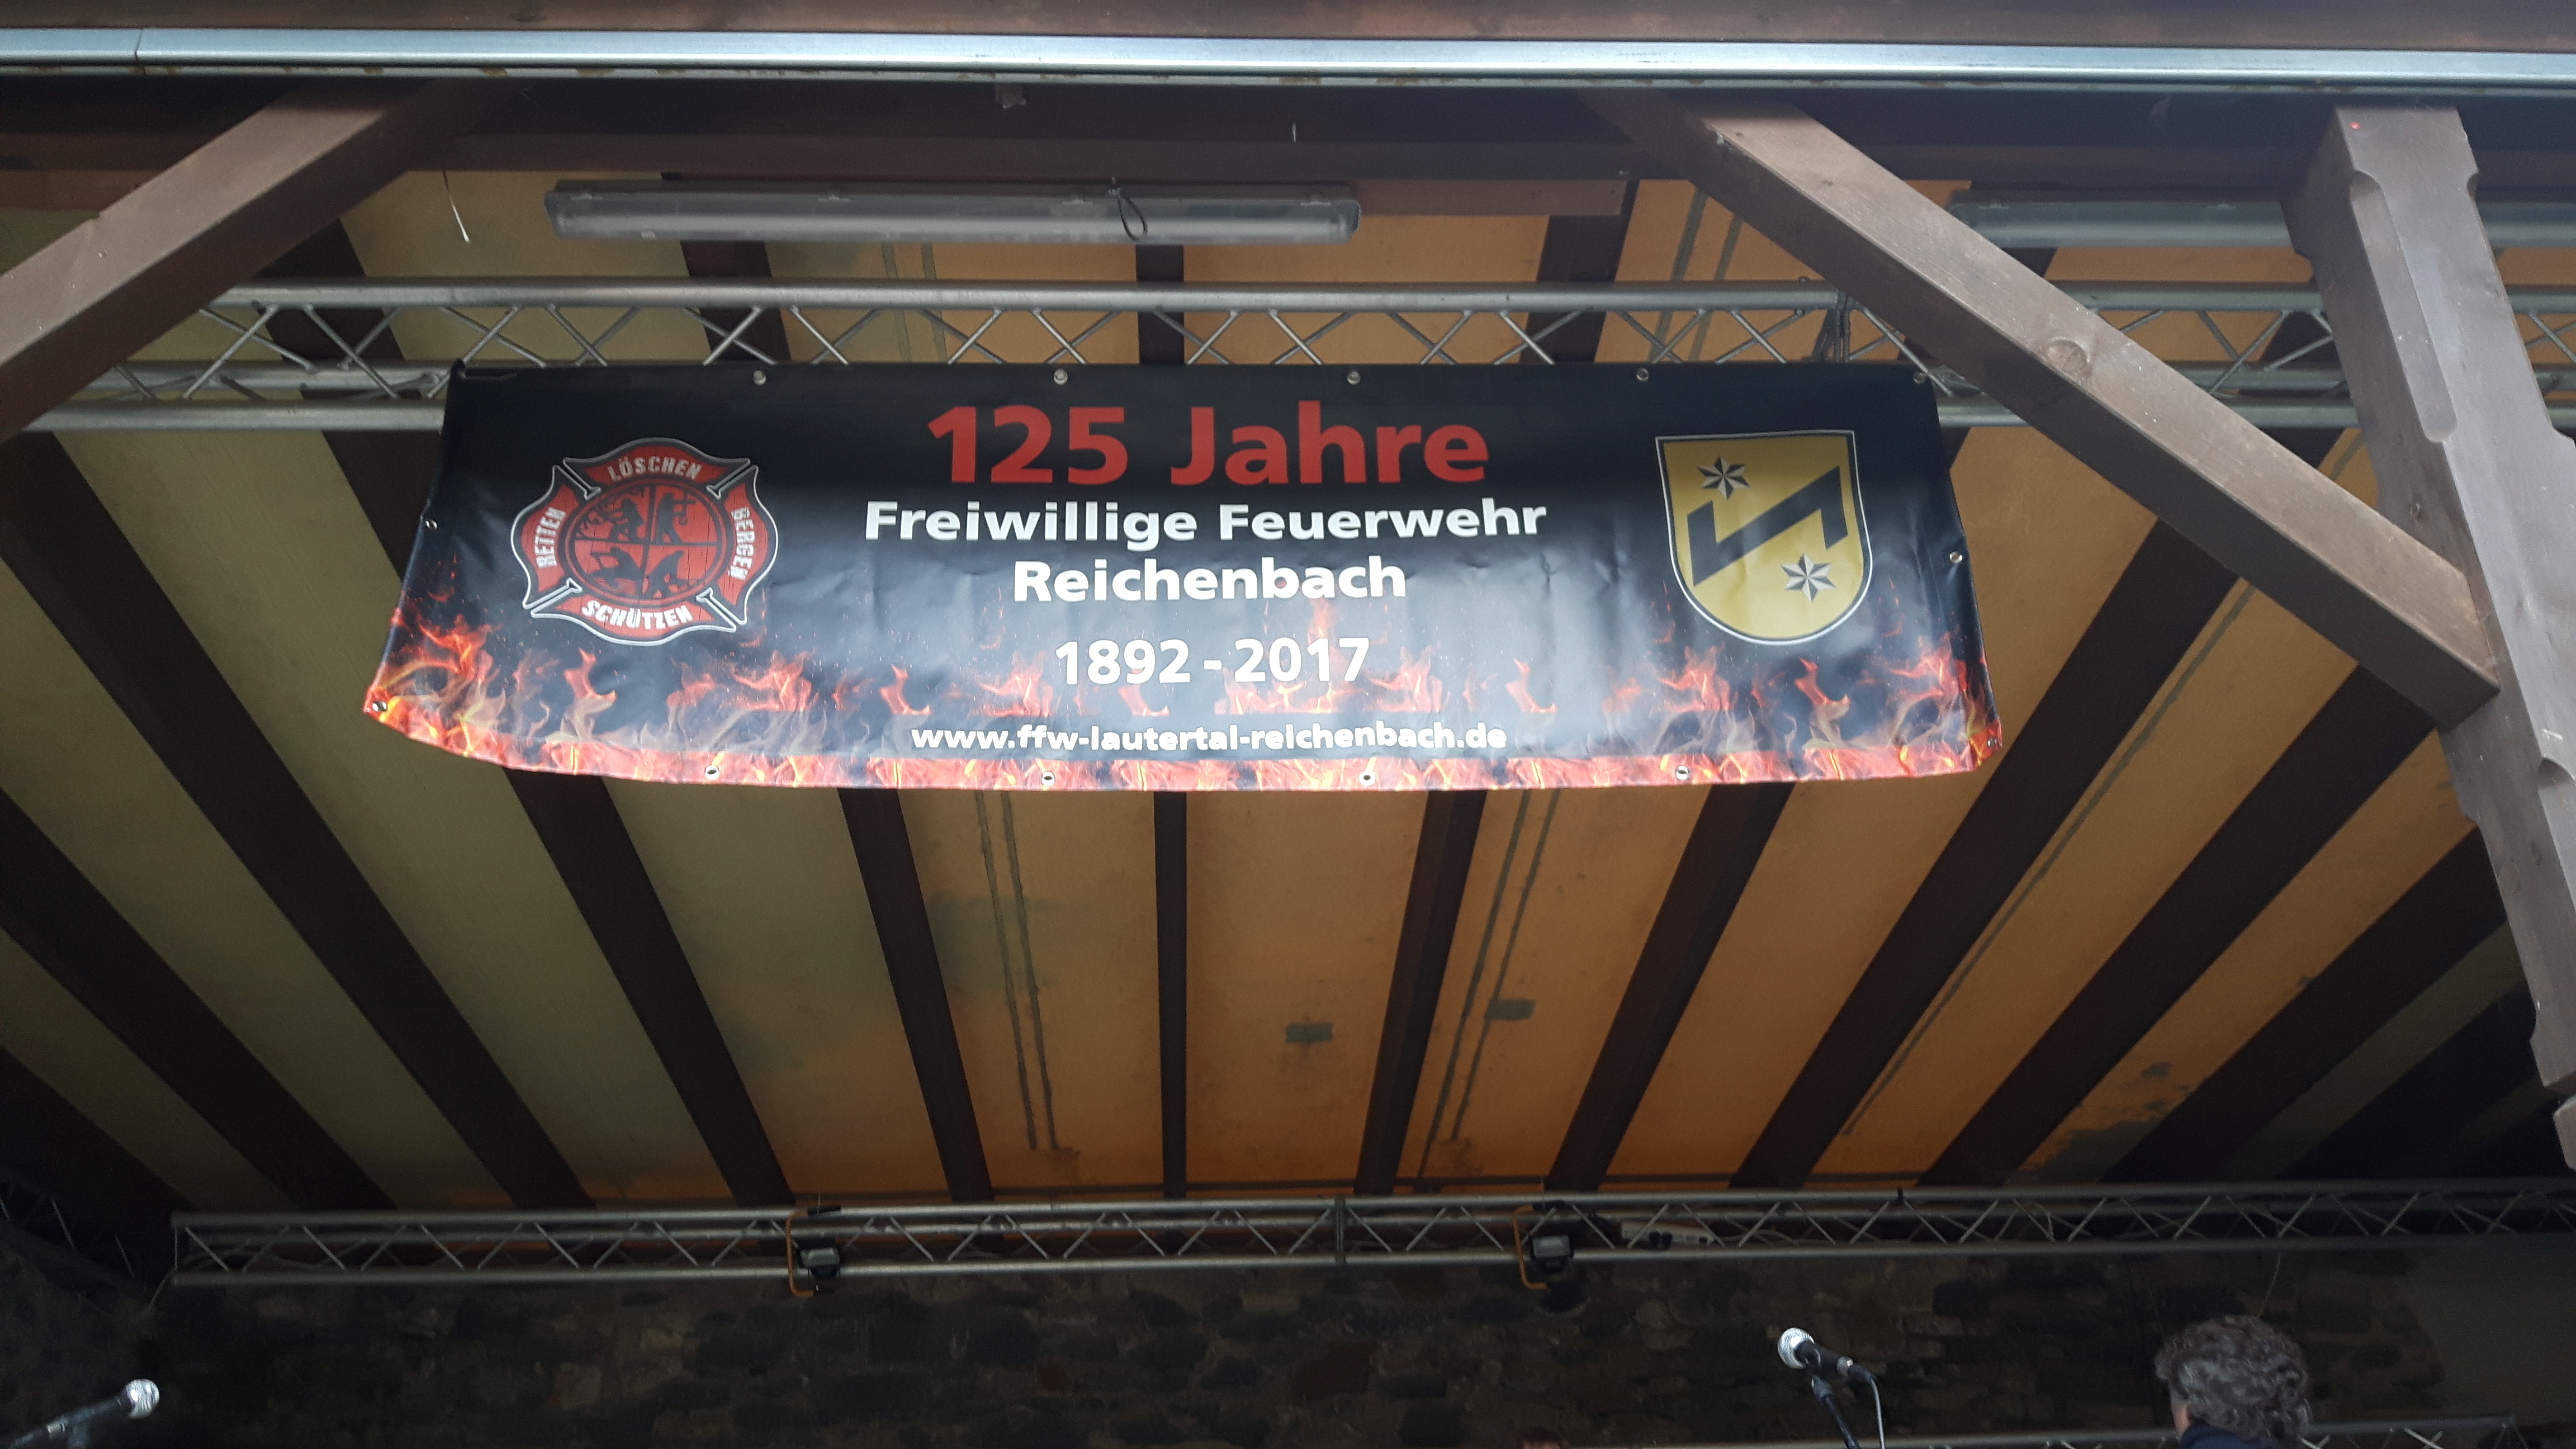 125 Jahre
Freiwillige Feuerwehr
Reichenbach
1892 - 2017
www.ffw-lautertal-reichenbach.de
LÖSCHEN
RETTEN
BERGEN
SCHÜTZEN